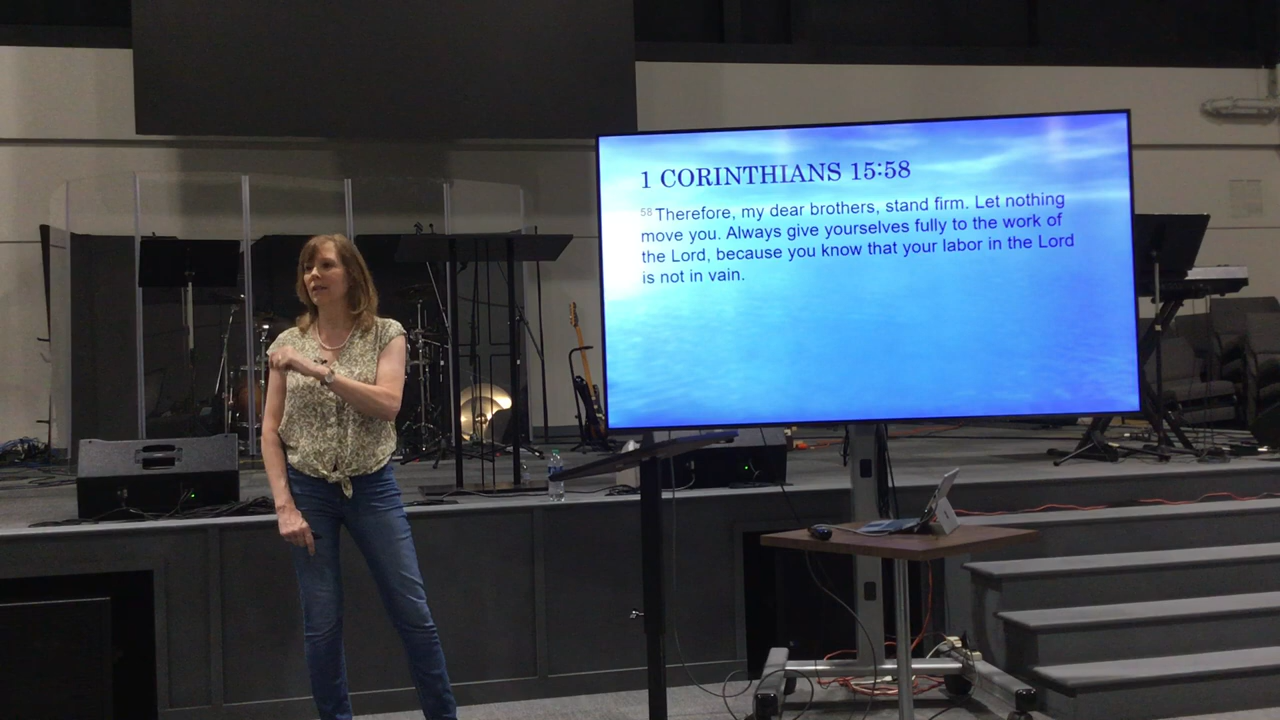 1 CORINTHIANS 15:58
58 Therefore, my dear brothers, stand firm. Let nothing
move you. Always give yourselves fully to the work of
the Lord, because you know that your labor in the Lord
is not in vain.